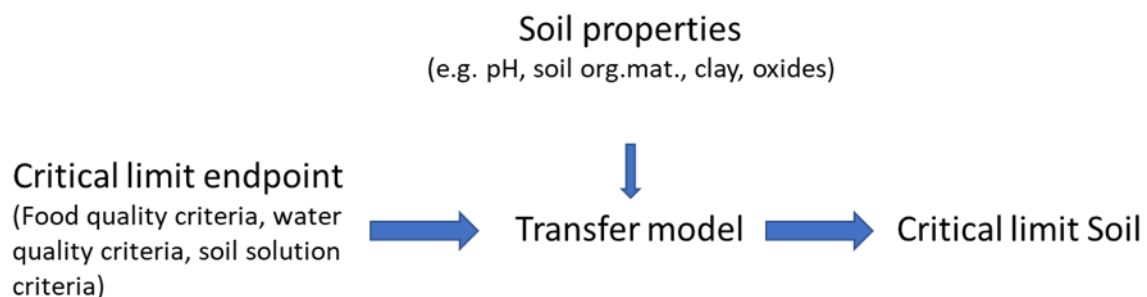 Soil properties
(e.g. pH, soil org.mat., clay, oxides)
Critical limit endpoint
(Food quality criteria, water
quality criteria, soil solution
criteria)
Transfer model
Critical limit Soil